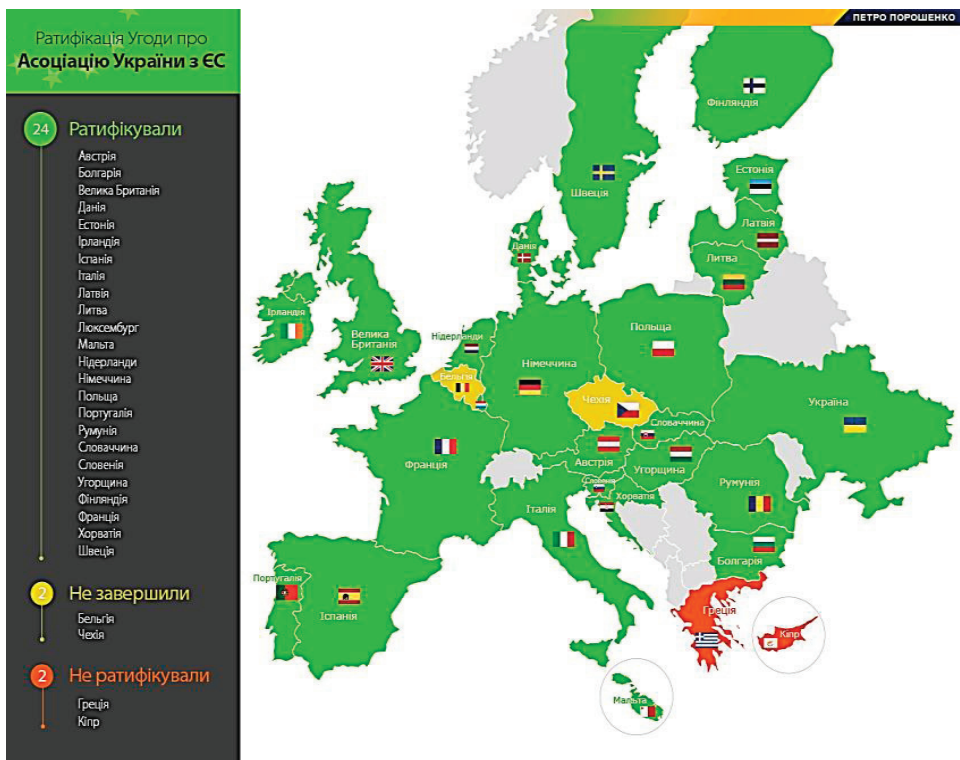 Ратифікація Угоди про
Асоціацію України з ЄС
24 Ратифікували
Австрія
Болгарія
Велика Британія
Данія
Естонія
Ірландія
Іспанія
Італія
Латвія
Литва
Люксембург
Мальта
Нідерланди
Німеччина
Польща
Португалія
Румунія
Словаччина
Словенія
Угорщина
Фінляндія
Франція
Хорватія
Швеція
2 Не завершили
Бельгія
Чехія
2 Не ратифікували
Греція
Кіпр
ПЕТРО ПОРОШЕНКО
Фінляндія
Естонія
Швеція
Латвія
Данія
Литва
Ірландія
Велика
Британія
Нідерланди
Польща
Німеччина
Бельгія
Чехія
Україна
Словаччина
Франція
Австрія
Угорщина
Словенія
Хорватія
Румунія
Італія
Болгарія
Португалія
Іспанія
Греція
Кіпр
Мальта